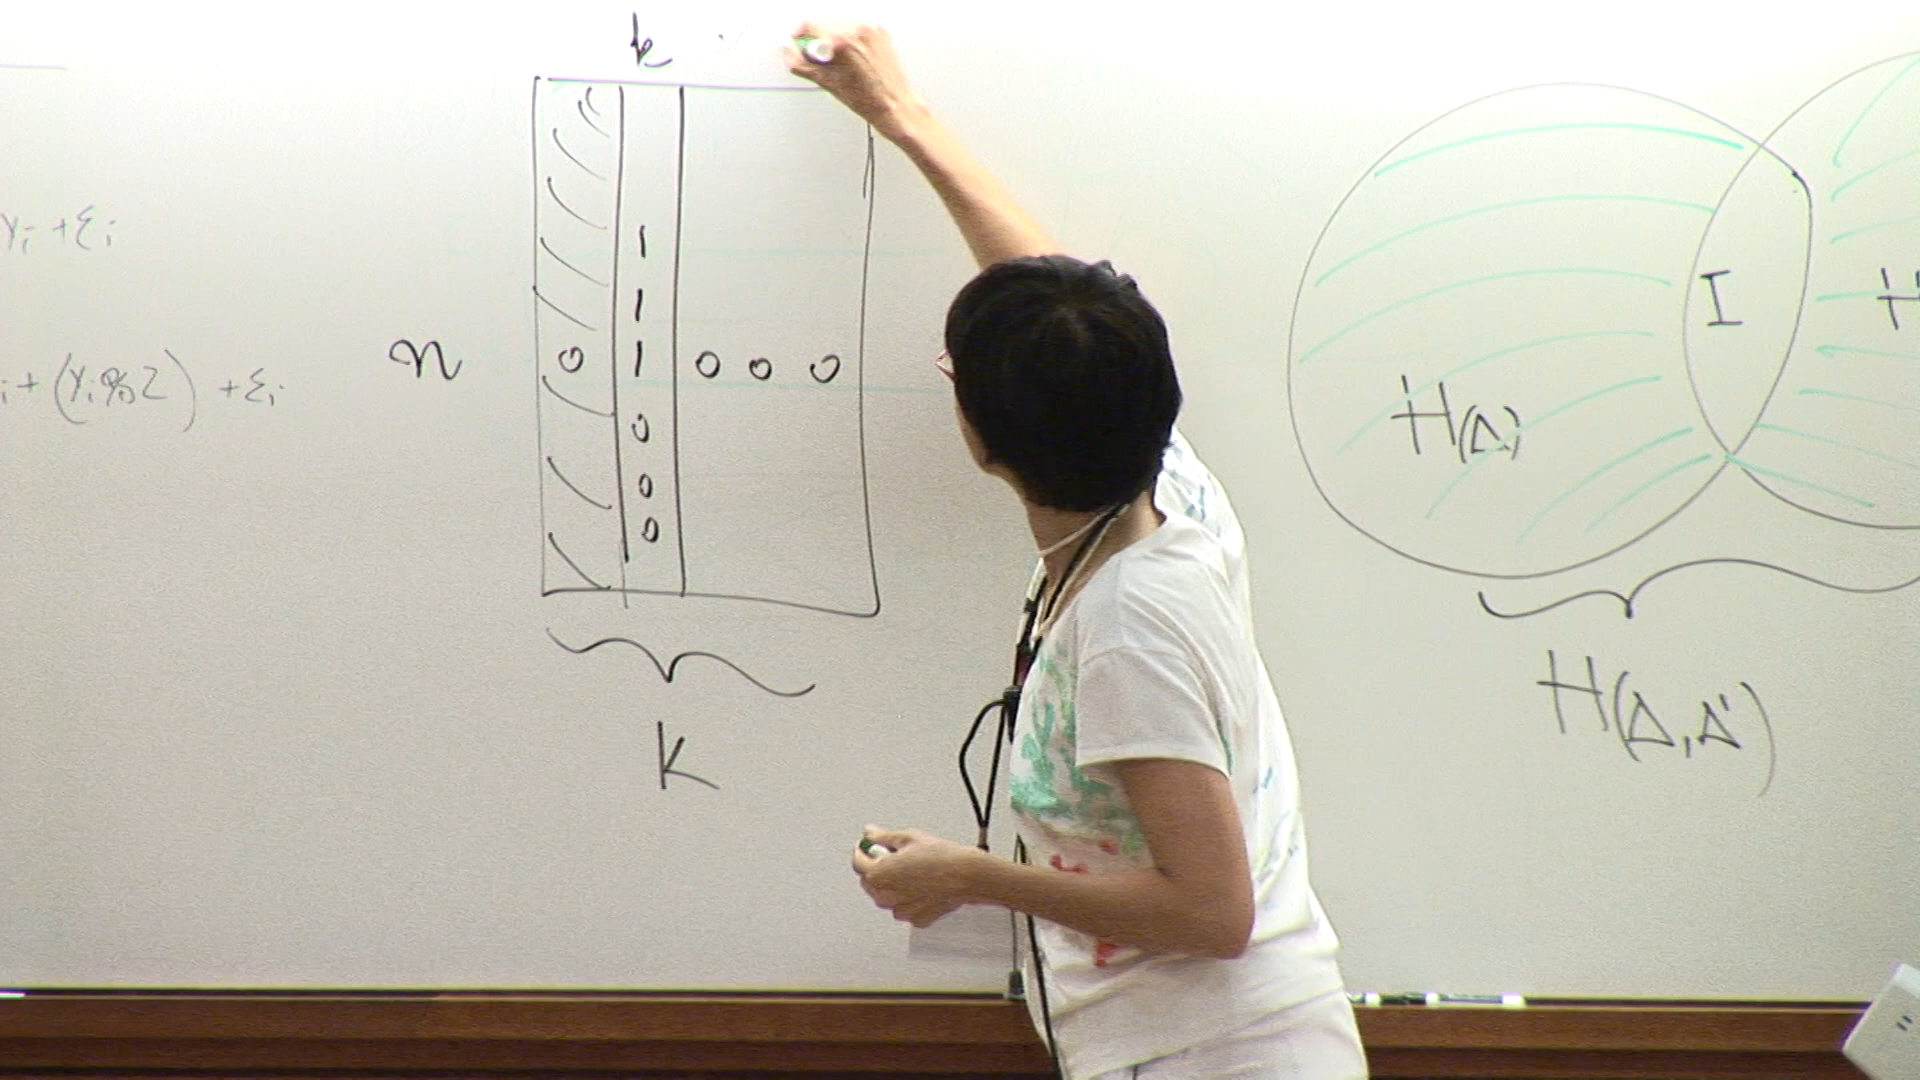 k
Yi + εi
i + (Yi%2) + εi
n
1
1
0 1 0 0 0
0
0
0
K
I
H
H(Δ)
H(Δ,Δ')